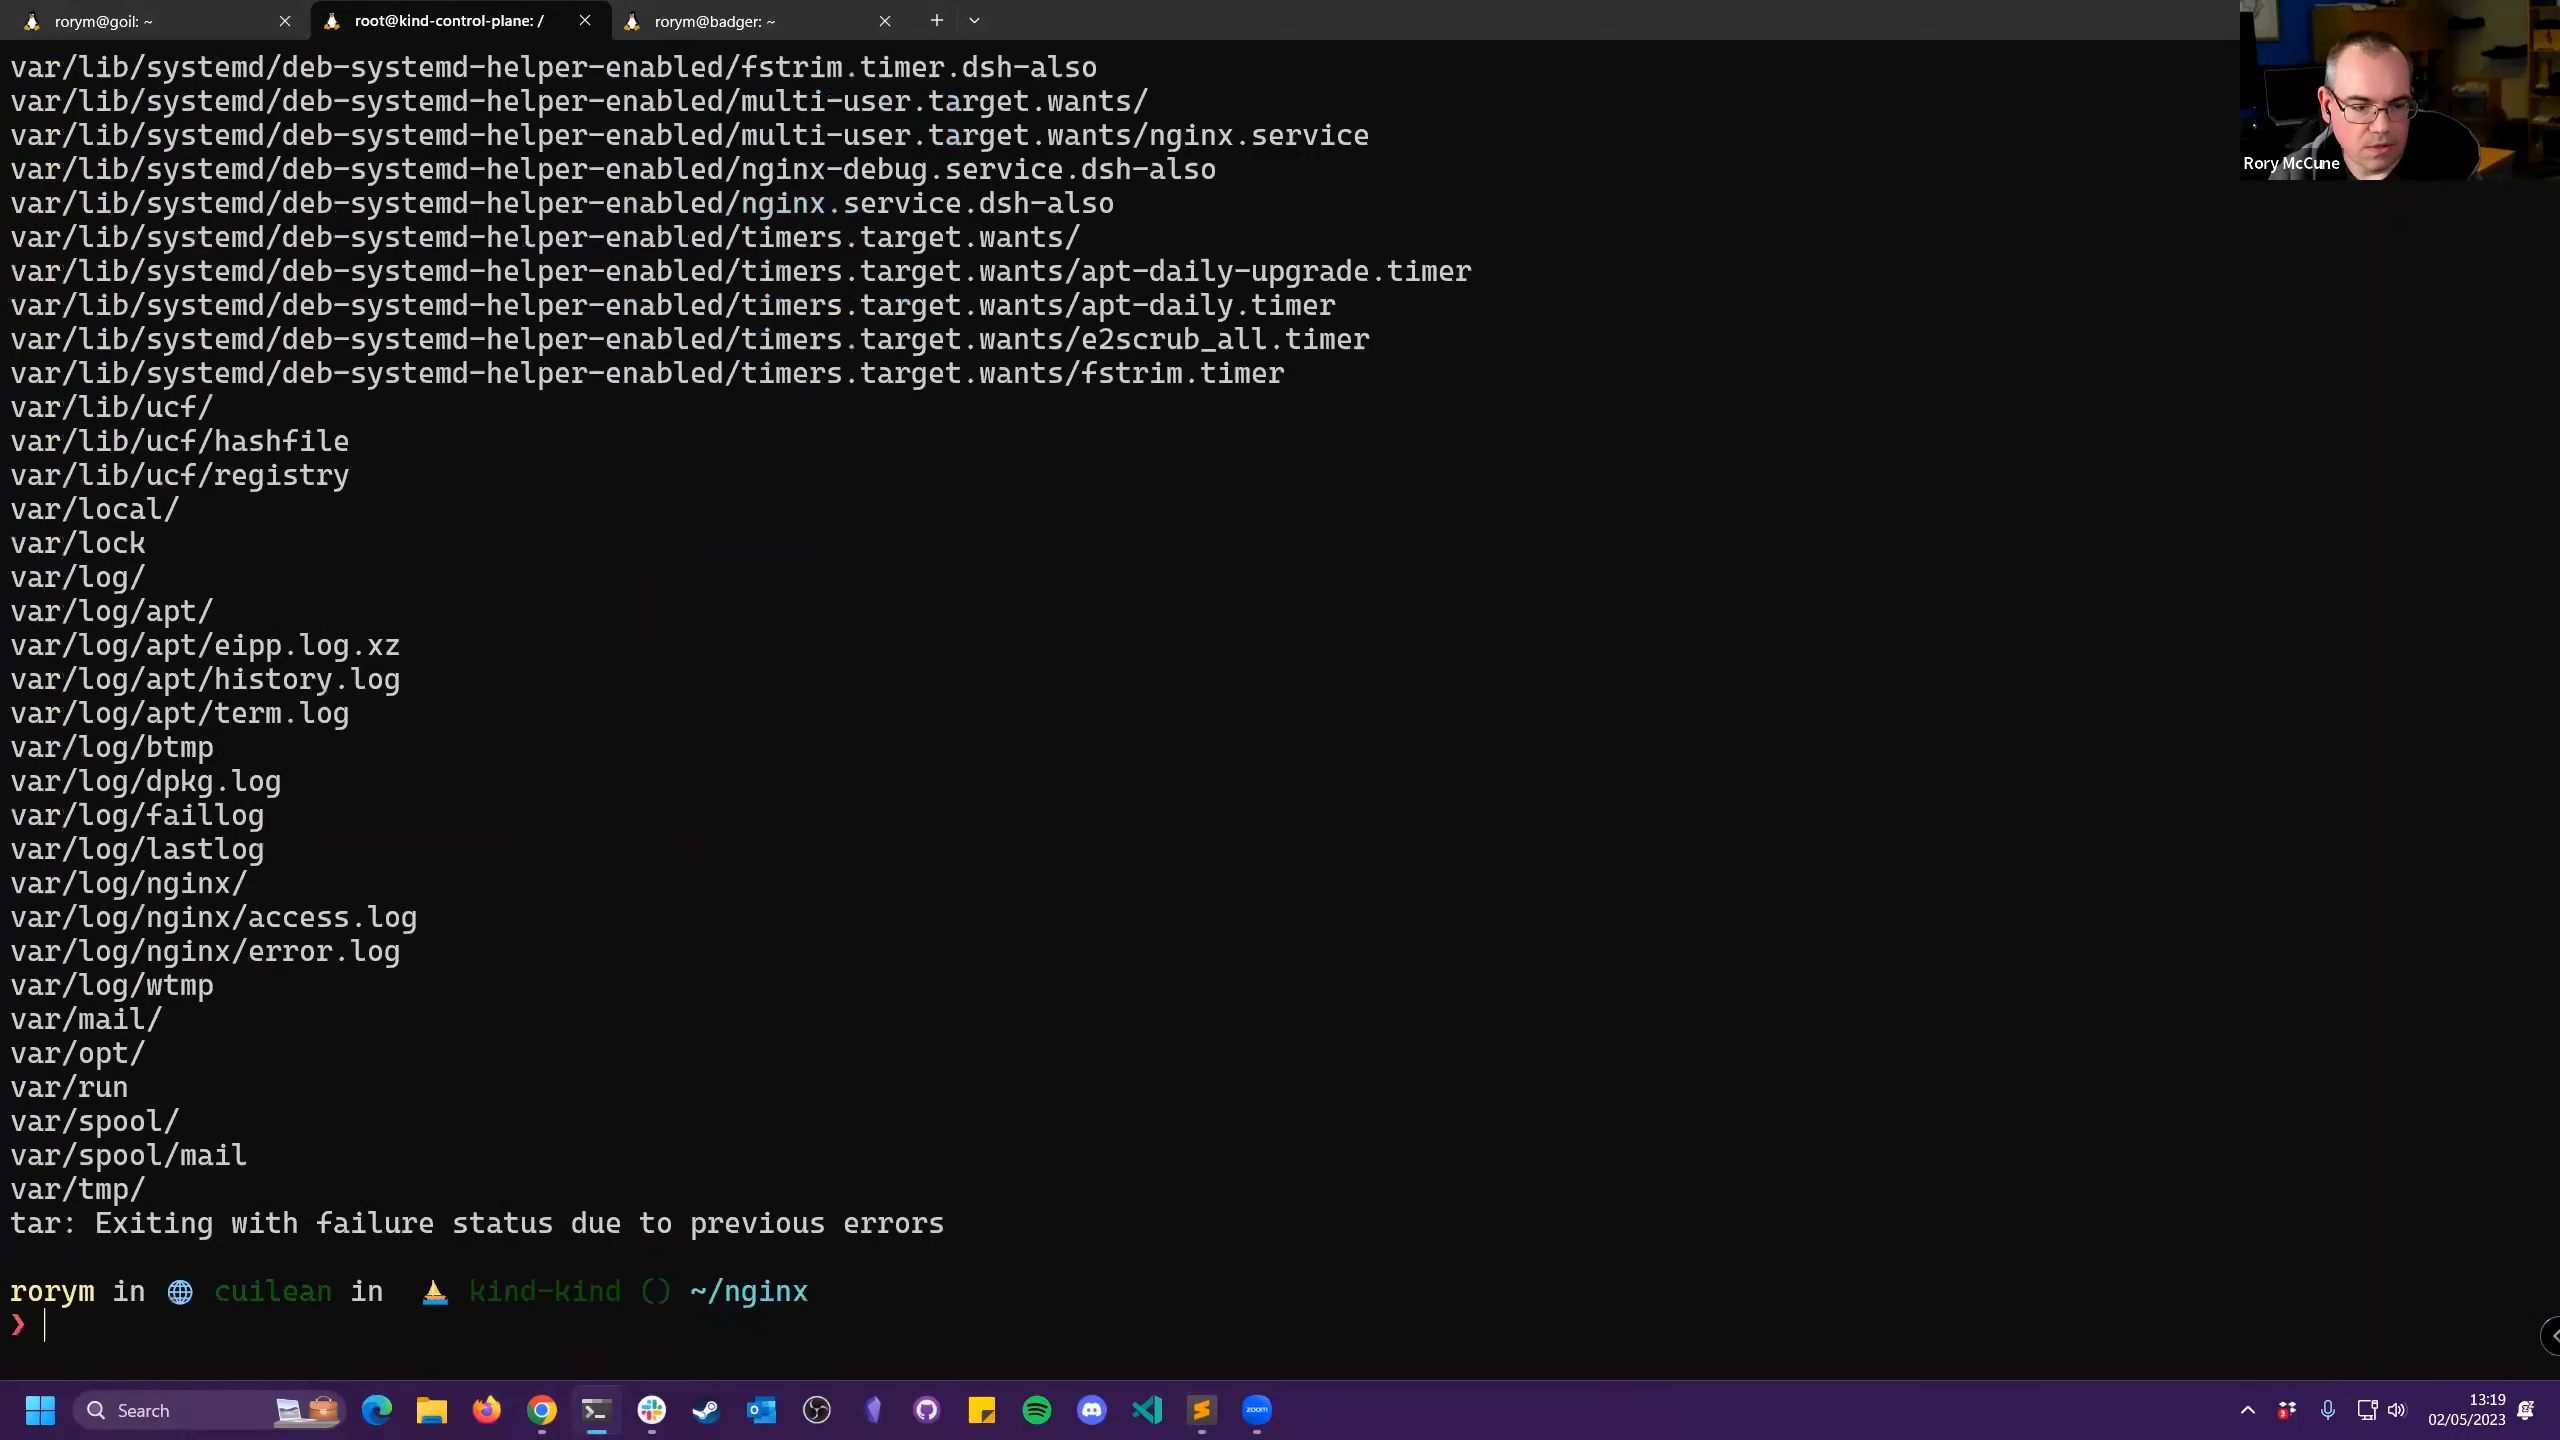 rorym@goil: ~
root@kind-control-plane: /
rorym@badger: ~
var/lib/systemd/deb-systemd-helper-enabled/fstrim.timer.dsh-also
var/lib/systemd/deb-systemd-helper-enabled/multi-user.target.wants/
var/lib/systemd/deb-systemd-helper-enabled/multi-user.target.wants/nginx.service
var/lib/systemd/deb-systemd-helper-enabled/nginx-debug.service.dsh-also
var/lib/systemd/deb-systemd-helper-enabled/nginx.service.dsh-also
var/lib/systemd/deb-systemd-helper-enabled/timers.target.wants/
var/lib/systemd/deb-systemd-helper-enabled/timers.target.wants/apt-daily-upgrade.timer
var/lib/systemd/deb-systemd-helper-enabled/timers.target.wants/apt-daily.timer
var/lib/systemd/deb-systemd-helper-enabled/timers.target.wants/e2scrub_all.timer
var/lib/systemd/deb-systemd-helper-enabled/timers.target.wants/fstrim.timer
var/lib/ucf/
var/lib/ucf/hashfile
var/lib/ucf/registry
var/local/
var/lock
var/log/
var/log/apt/
var/log/apt/eipp.log.xz
var/log/apt/history.log
var/log/apt/term.log
var/log/btmp
var/log/dpkg.log
var/log/faillog
var/log/lastlog
var/log/nginx/
var/log/nginx/access.log
var/log/nginx/error.log
var/log/wtmp
var/mail/
var/opt/
var/run
var/spool/
var/spool/mail
var/tmp/
tar: Exiting with failure status due to previous errors
rorym in 🌐 cuilean in ⛵ kind-kind () ~/nginx
❯
Rory McCune
Search
zoom
13:19
02/05/2023